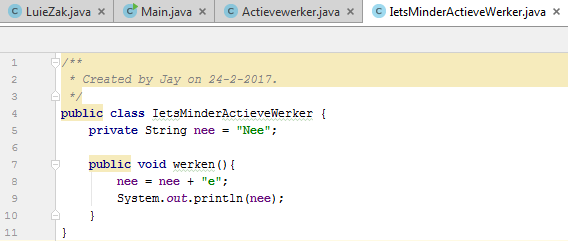 LuieZak.java Main.java Actievewerker.java IetsMinderActieveWerker.java
1 /**
2 * Created by Jay on 24-2-2017.
3 */
4 public class IetsMinderActieveWerker {
5 private String nee = "Nee";
6
7 public void werken(){
8 nee = nee + "e";
9 System.out.println(nee);
10 }
11 }